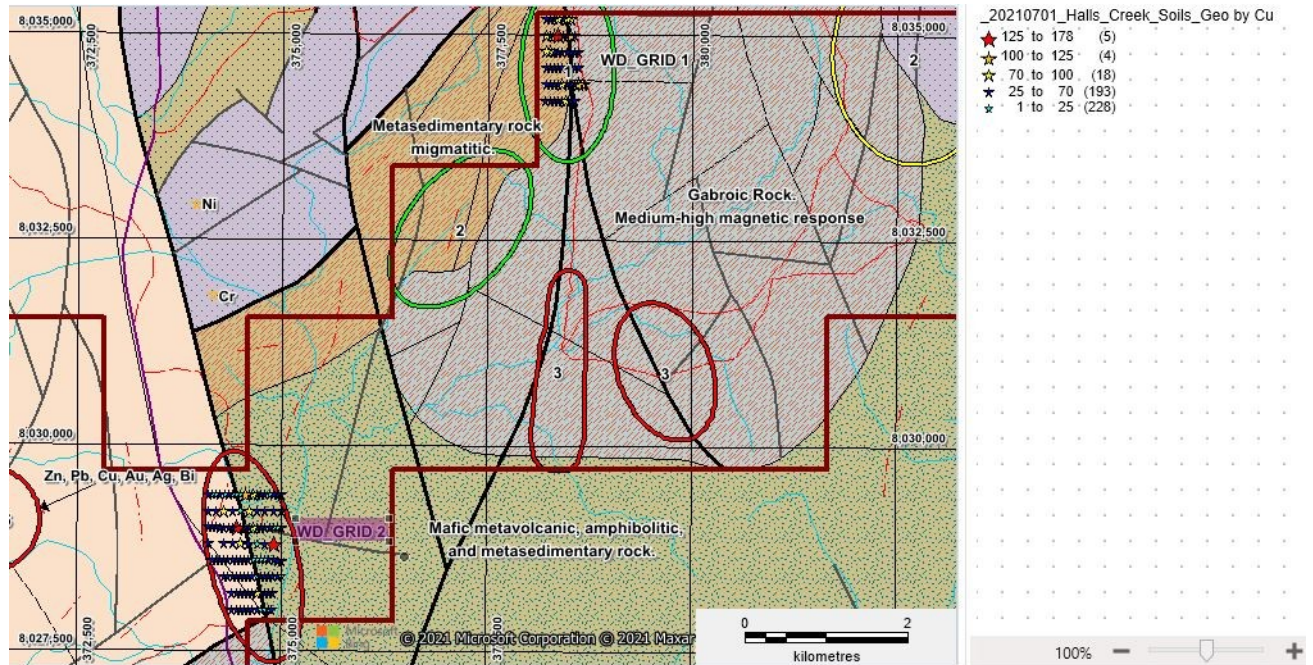 8,035,000
372,500
375,000
377,500
380,000
8,035,000
WD_GRID 1
1
2
Metasedimentary rock
migmatitic.
Ni
Gabroic Rock.
Medium-high magnetic response
8,032,500
2
8,032,500
Cr
3
3
8,030,000
8,030,000
Zn, Pb, Cu, Au, Ag, Bi
WD_GRID 2
Mafic metavolcanic, amphibolitic,
and metasedimentary rock.
8,027,500
372,500
375,000
377,500
© 2021 Microsoft Corporation © 2021 Maxar
0 2
kilometres
_20210701_Halls_Creek_Soils_Geo by Cu
125 to 178 (5)
100 to 125 (4)
70 to 100 (18)
25 to 70 (193)
1 to 25 (228)
100% − +